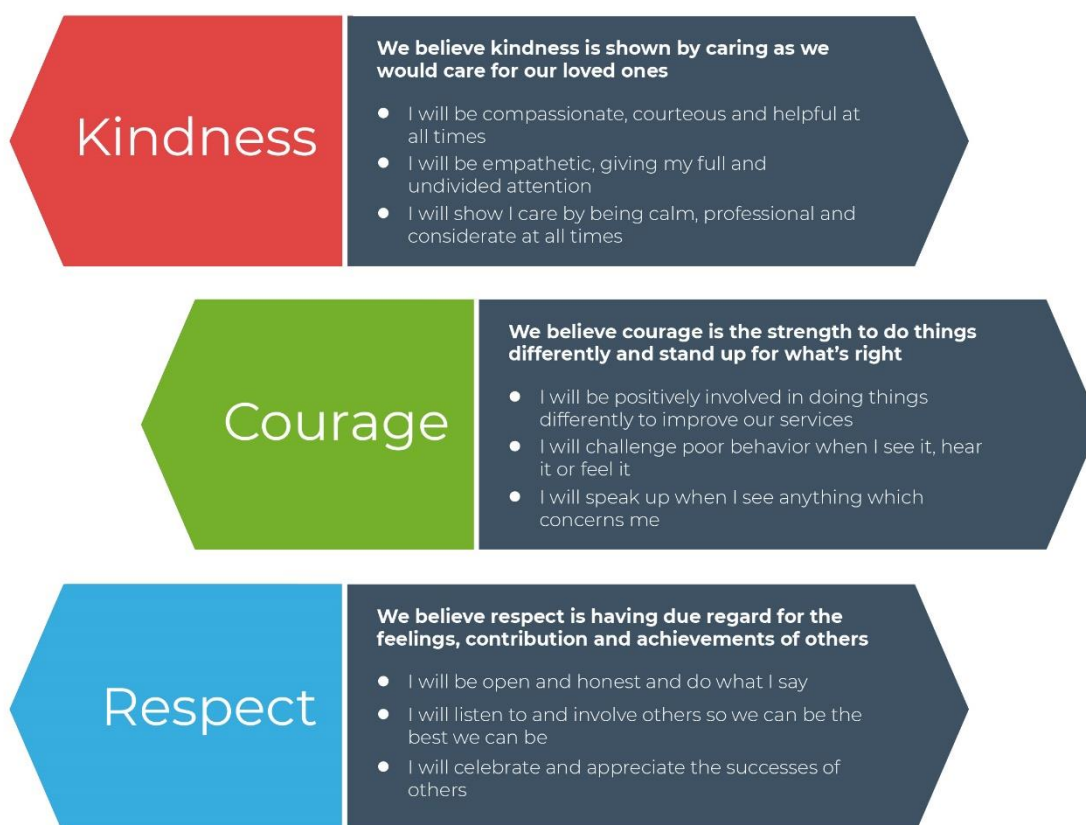 Kindness
We believe kindness is shown by caring as we
would care for our loved ones
● I will be compassionate, courteous and helpful at
all times
● I will be empathetic, giving my full and
undivided attention
● I will show I care by being calm, professional and
considerate at all times
Courage
We believe courage is the strength to do things
differently and stand up for what’s right
● I will be positively involved in doing things
differently to improve our services
● I will challenge poor behavior when I see it, hear
it or feel it
● I will speak up when I see anything which
concerns me
Respect
We believe respect is having due regard for the
feelings, contribution and achievements of others
● I will be open and honest and do what I say
● I will listen to and involve others so we can be the
best we can be
● I will celebrate and appreciate the successes of
others